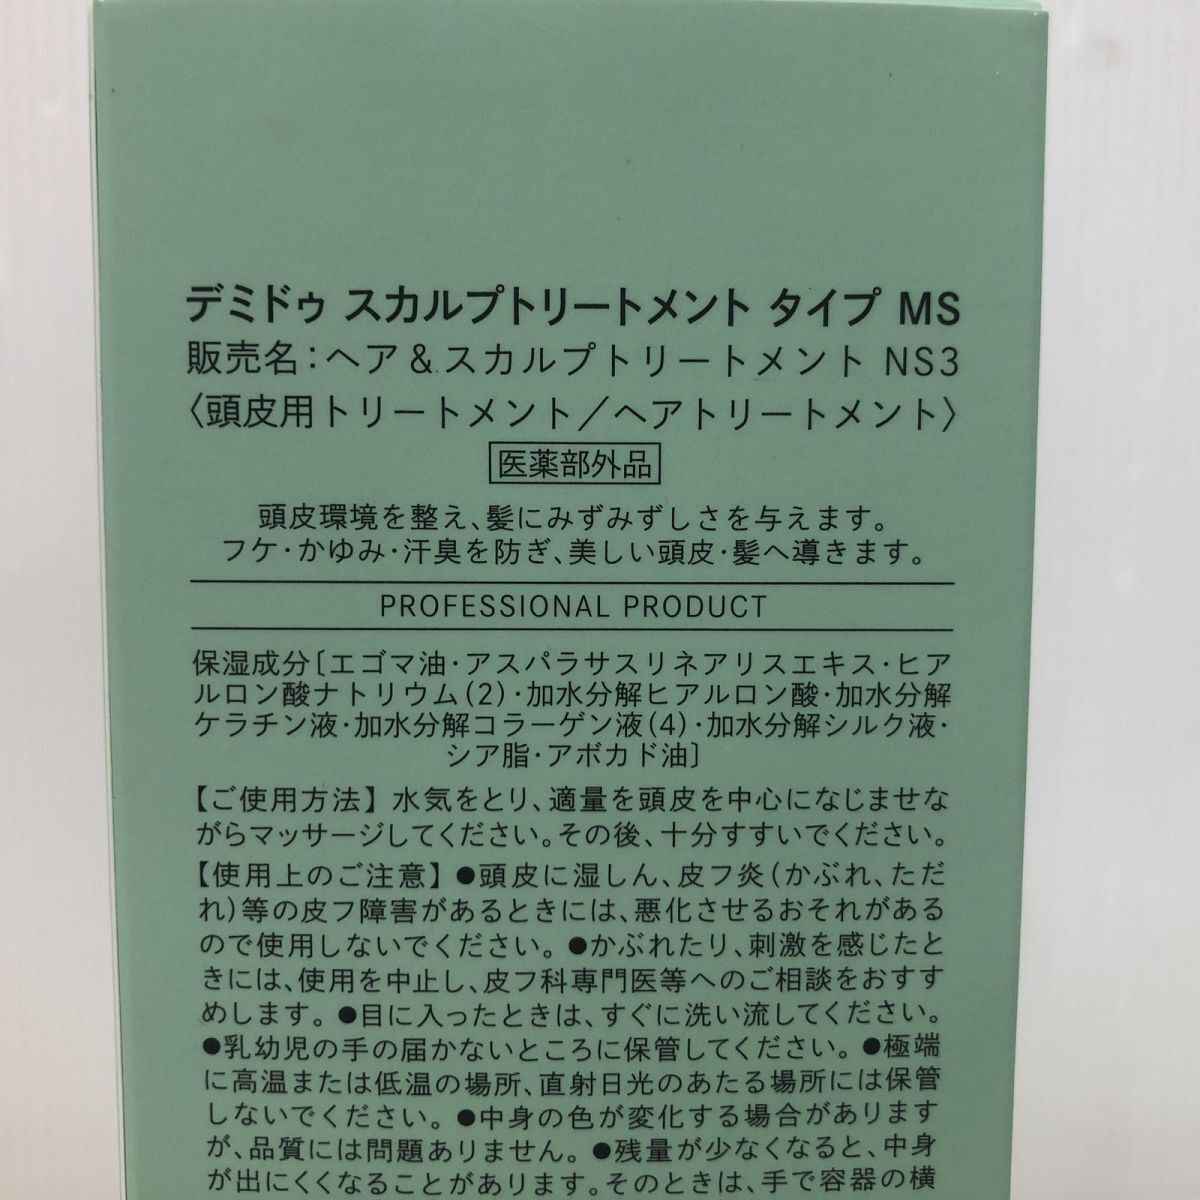 デミドゥ スカルプトリートメント タイプ MS
販売名：ヘア＆スカルプトリートメント NS3
〈頭皮用トリートメント／ヘアトリートメント〉
医薬部外品
頭皮環境を整え、髪にみずみずしさを与えます。
フケ・かゆみ・汗臭を防ぎ、美しい頭皮・髪へ導きます。
PROFESSIONAL PRODUCT
保湿成分〔エゴマ油・アスパラサスリネアリスエキス・ヒア
ルロン酸ナトリウム(2)・加水分解ヒアルロン酸・加水分解
ケラチン液・加水分解コラーゲン液(4)・加水分解シルク液・
シア脂・アボカド油〕
【ご使用方法】水気をとり、適量を頭皮を中心になじませな
がらマッサージしてください。その後、十分すすいでください。
【使用上のご注意】●頭皮に湿しん、皮フ炎(かぶれ、ただ
れ)等の皮フ障害があるときには、悪化させるおそれがある
ので使用しないでください。●かぶれたり、刺激を感じたと
きには、使用を中止し、皮フ科専門医等へのご相談をおすす
めします。●目に入ったときは、すぐに洗い流してください。
●乳幼児の手の届かないところに保管してください。●極端
に高温または低温の場所、直射日光のあたる場所には保管
しないでください。●中身の色が変化する場合があります
が、品質には問題ありません。●残量が少なくなると、中身
が出にくくなることがあります。そのときは、手で容器の横